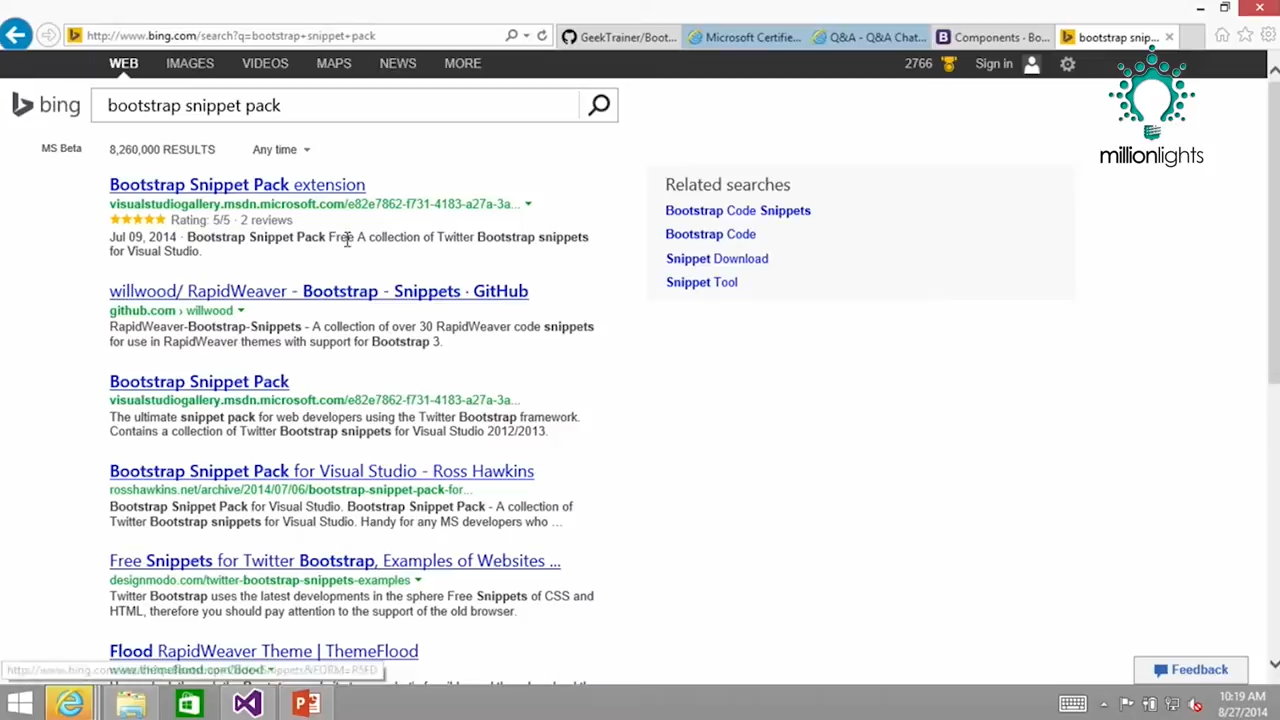 http://www.bing.com/search?q=bootstrap+snippet+pack
GeekTrainer/Boot...
Microsoft Certifie...
Q&A - Q&A Chat...
Components - Bo...
bootstrap snip...
WEB IMAGES VIDEOS MAPS NEWS MORE
2766 Sign in
bing bootstrap snippet pack
millionlights
MS Beta 8,260,000 RESULTS Any time
Bootstrap Snippet Pack extension
visualstudiogallery.msdn.microsoft.com/e82e7862-f731-4183-a27a-3a...
Rating: 5/5 · 2 reviews
Jul 09, 2014 · Bootstrap Snippet Pack Free A collection of Twitter Bootstrap snippets
for Visual Studio.
willwood/ RapidWeaver - Bootstrap - Snippets · GitHub
github.com › willwood
RapidWeaver-Bootstrap-Snippets - A collection of over 30 RapidWeaver code snippets
for use in RapidWeaver themes with support for Bootstrap 3.
Bootstrap Snippet Pack
visualstudiogallery.msdn.microsoft.com/e82e7862-f731-4183-a27a-3a...
The ultimate snippet pack for web developers using the Twitter Bootstrap framework.
Contains a collection of Twitter Bootstrap snippets for Visual Studio 2012/2013.
Bootstrap Snippet Pack for Visual Studio - Ross Hawkins
rosshawkins.net/archive/2014/07/06/bootstrap-snippet-pack-for...
Bootstrap Snippet Pack for Visual Studio. Bootstrap Snippet Pack - A collection of
Twitter Bootstrap snippets for Visual Studio. Handy for any MS developers who ...
Free Snippets for Twitter Bootstrap, Examples of Websites ...
designmodo.com/twitter-bootstrap-snippets-examples
Twitter Bootstrap uses the latest developments in the sphere Free Snippets of CSS and
HTML, therefore you should pay attention to the support of the old browser.
Flood RapidWeaver Theme | ThemeFlood
Related searches
Bootstrap Code Snippets
Bootstrap Code
Snippet Download
Snippet Tool
Feedback
10:19 AM
8/27/2014